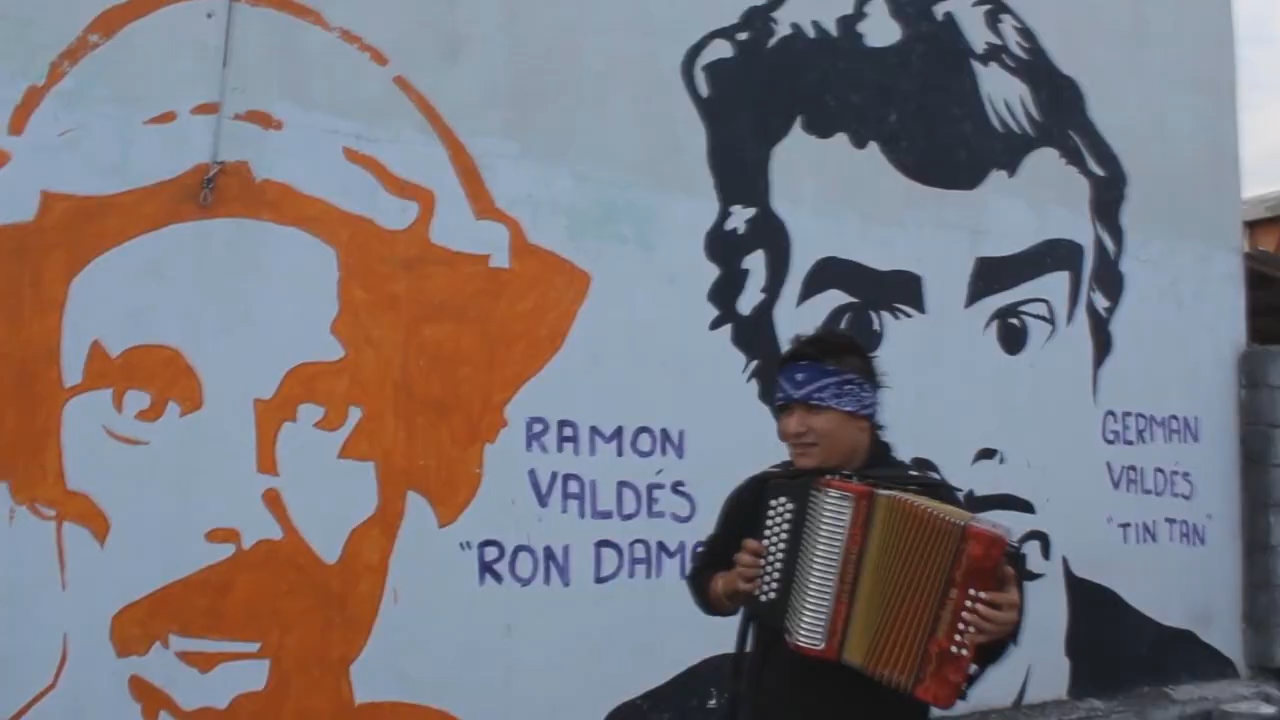 RAMON
VALDÉS
"RON DAM
GERMAN
VALDÉS
"TIN TAN"